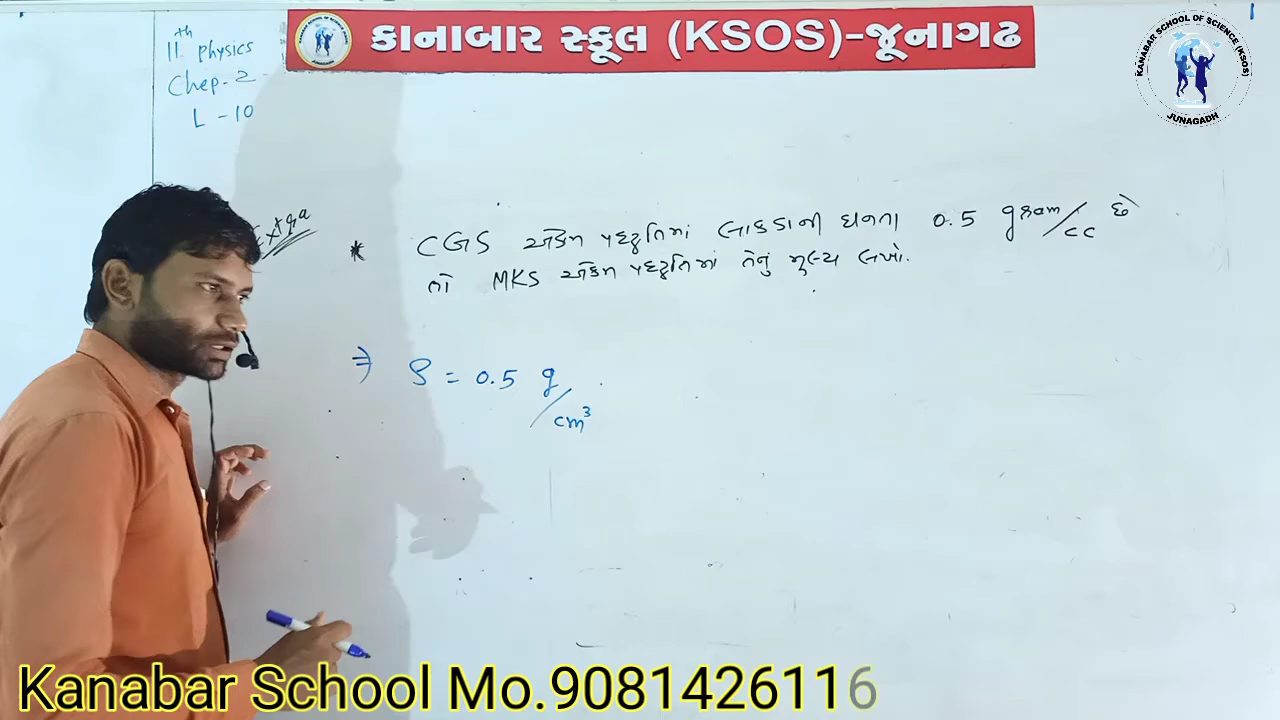 કાનાબાર સ્કૂલ (KSOS)-જૂનાગઢ
KANABAR SCHOOL OF SCIENCE (KSOS)
JUNAGADH
11th Physics
Chep-2
L-10
Extra
* CGS એકમ પદ્ધતિમાં લાકડાની ઘનતા 0.5 gram/cc છે
તો MKS એકમ પદ્ધતિમાં તેનું મુલ્ય લખો.
⇒ ρ = 0.5 g/cm³
Kanabar School Mo.9081426116